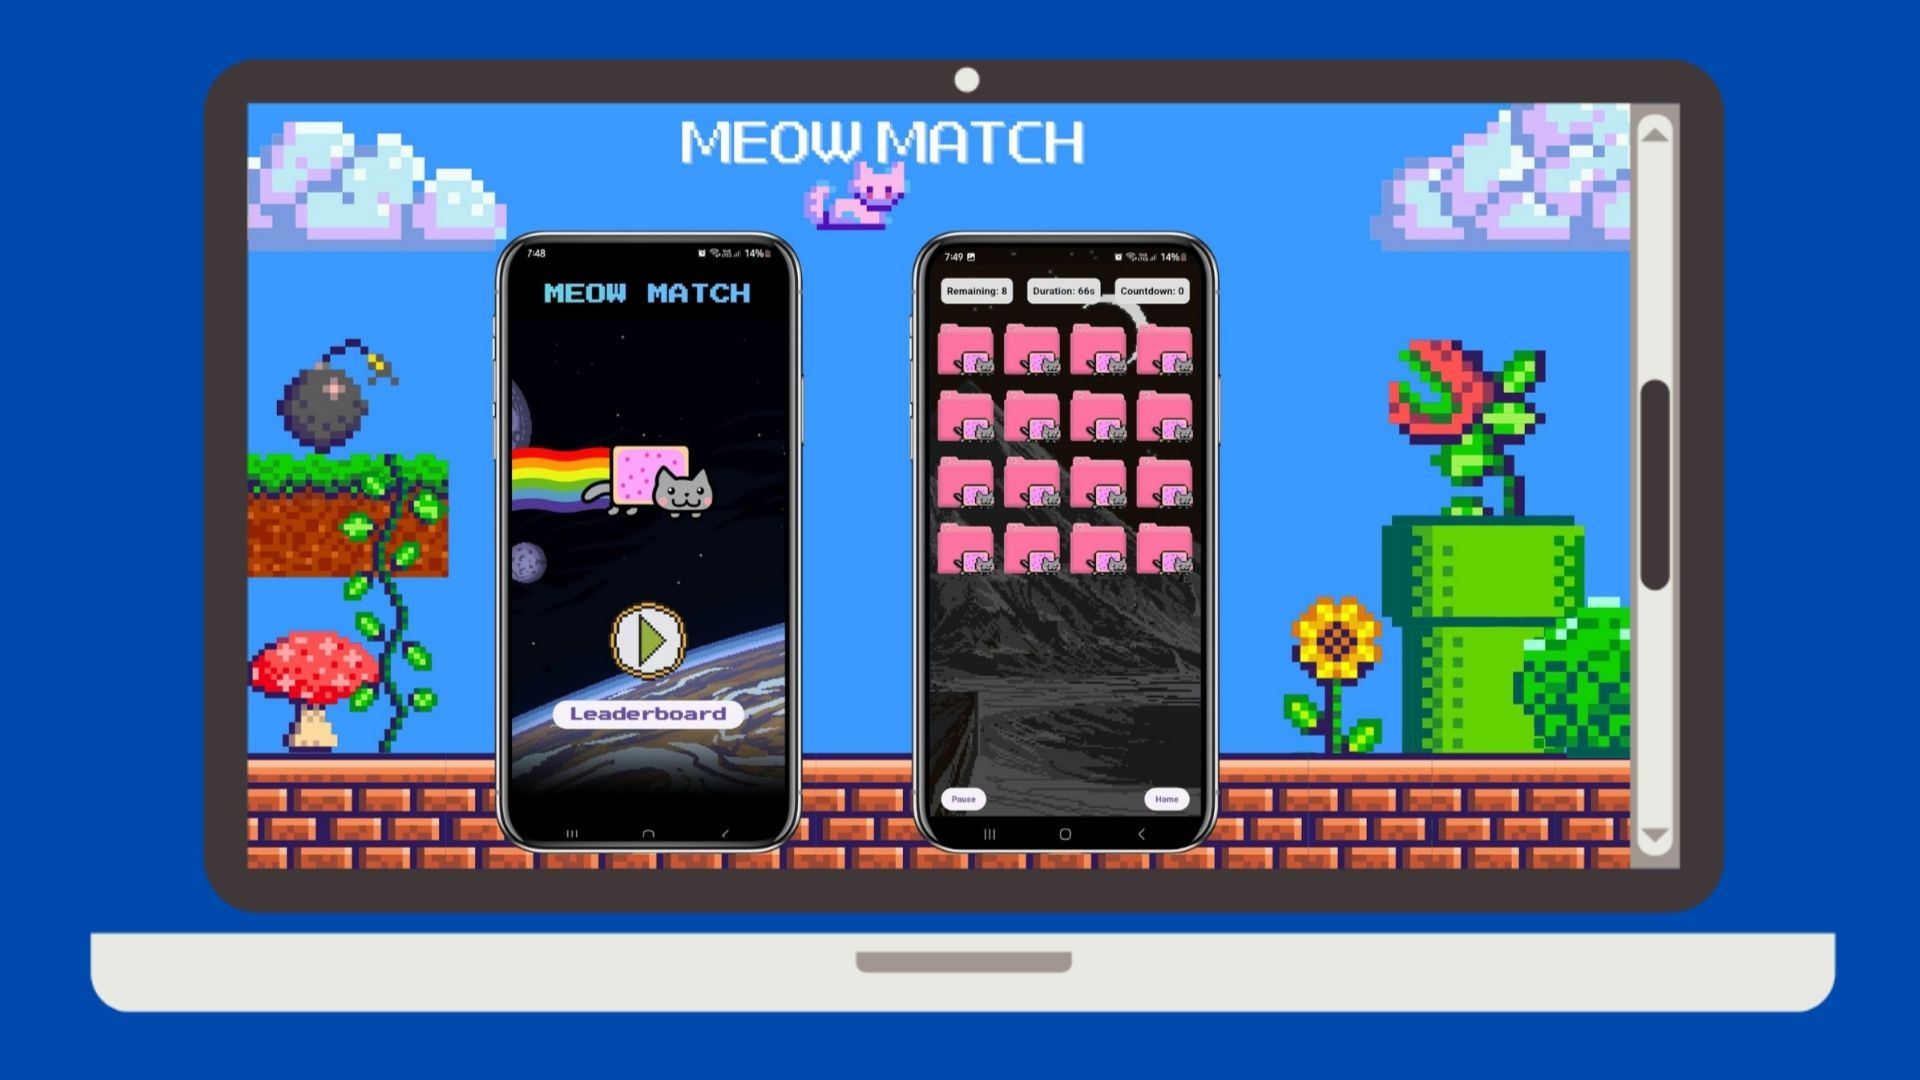 MEOW MATCH
7:48
14%
MEOW MATCH
Leaderboard
7:49
14%
Remaining: 8
Duration: 66s
Countdown: 0
Pause
Home